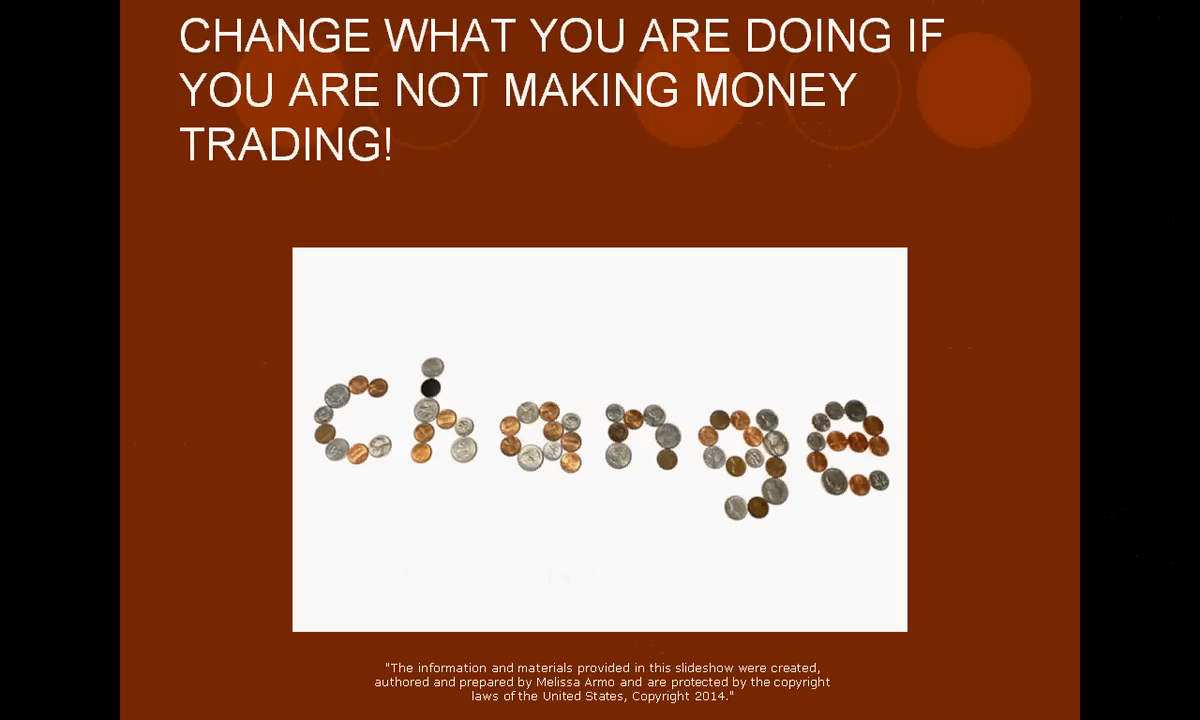 CHANGE WHAT YOU ARE DOING IF
YOU ARE NOT MAKING MONEY
TRADING!
change
"The information and materials provided in this slideshow were created,
authored and prepared by Melissa Armo and are protected by the copyright
laws of the United States, Copyright 2014."